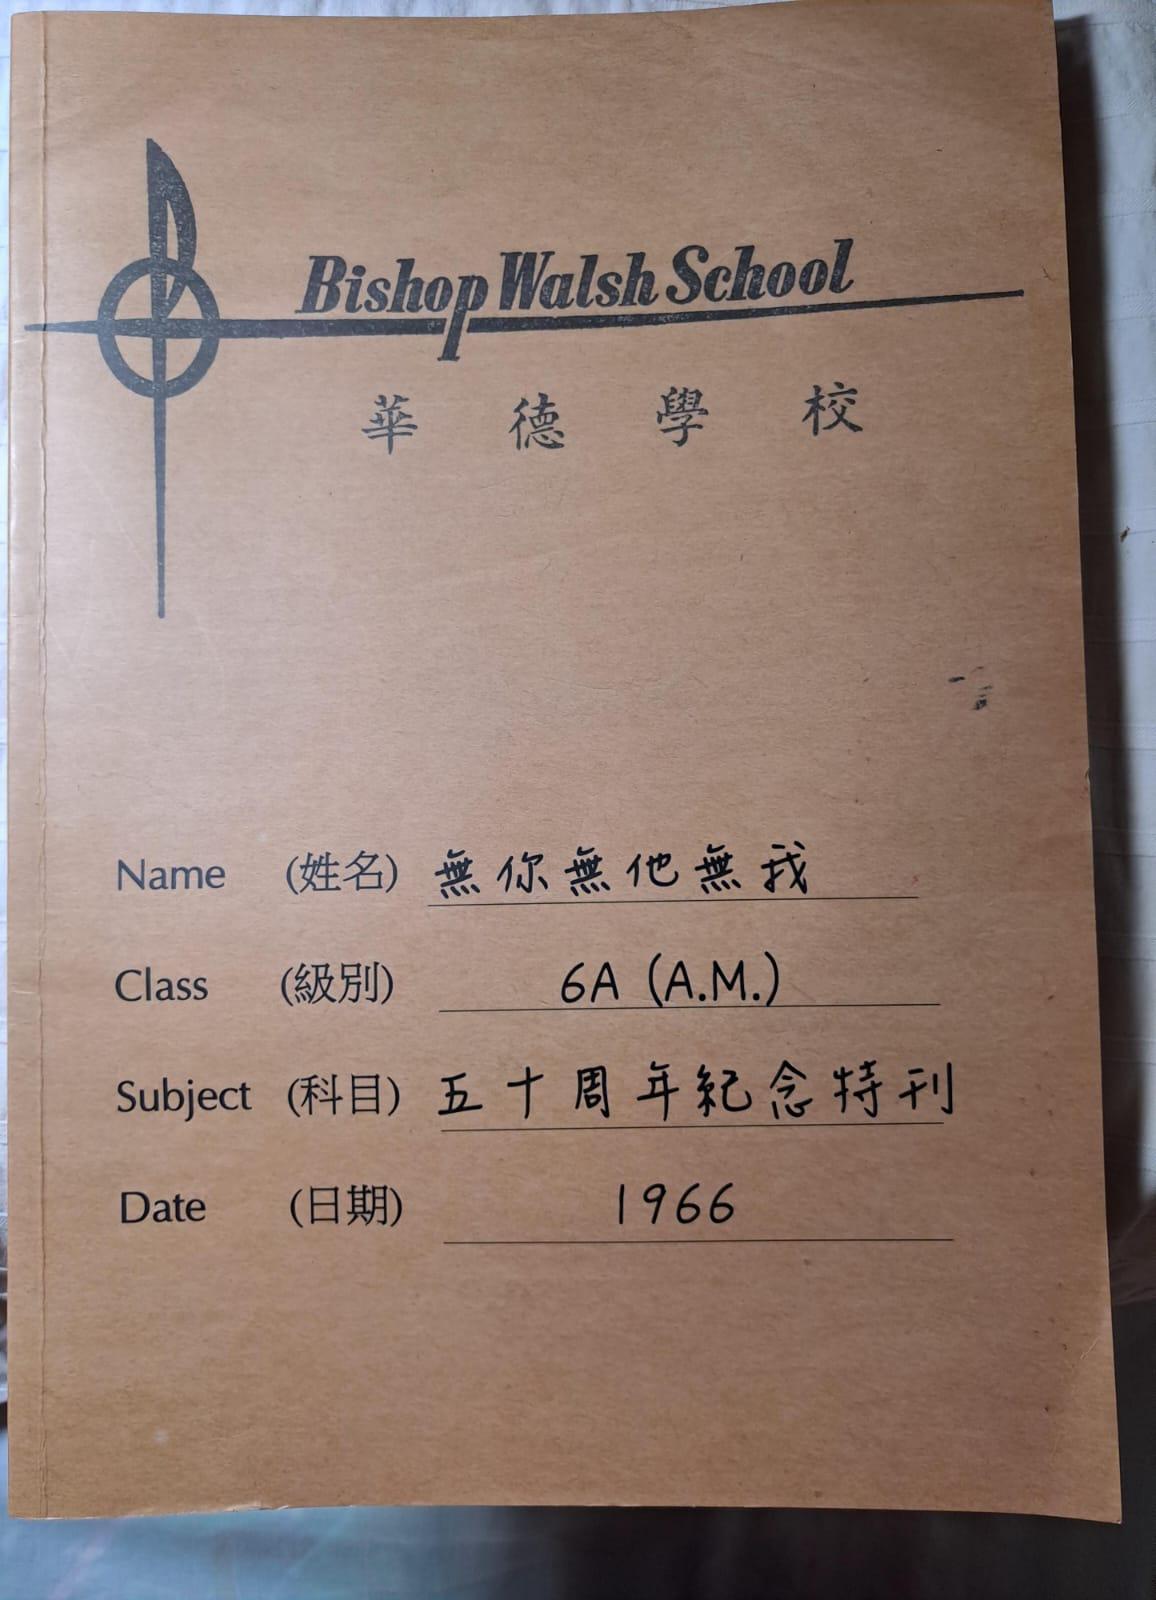 Bishop Walsh School
華德學校
Name (姓名) 無你無他無我
Class (級別) 6A (A.M.)
Subject (科目) 五十周年紀念特刊
Date (日期) 1966